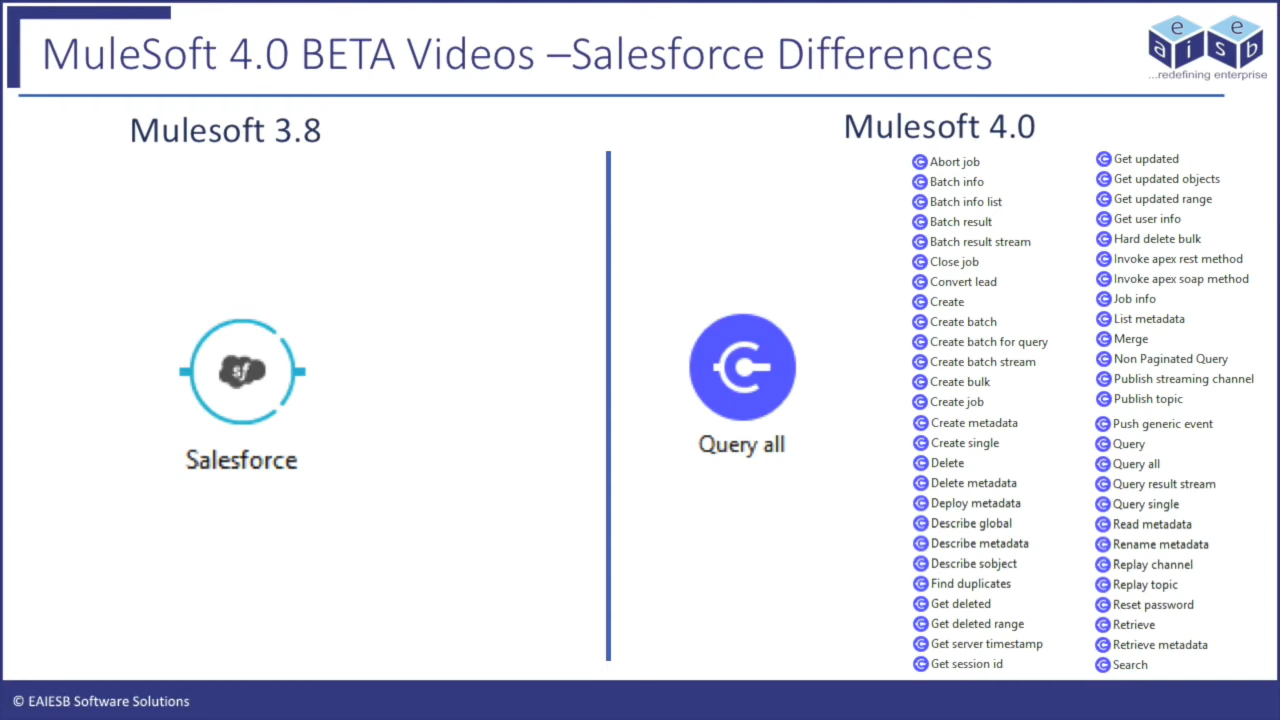 MuleSoft 4.0 BETA Videos –Salesforce Differences
e e
a i s b
...redefining enterprise
Mulesoft 3.8
Salesforce
Mulesoft 4.0
Query all
Abort job
Batch info
Batch info list
Batch result
Batch result stream
Close job
Convert lead
Create
Create batch
Create batch for query
Create batch stream
Create bulk
Create job
Create metadata
Create single
Delete
Delete metadata
Deploy metadata
Describe global
Describe metadata
Describe sobject
Find duplicates
Get deleted
Get deleted range
Get server timestamp
Get session id
Get updated
Get updated objects
Get updated range
Get user info
Hard delete bulk
Invoke apex rest method
Invoke apex soap method
Job info
List metadata
Merge
Non Paginated Query
Publish streaming channel
Publish topic
Push generic event
Query
Query all
Query result stream
Query single
Read metadata
Rename metadata
Replay channel
Replay topic
Reset password
Retrieve
Retrieve metadata
Search
sf
© EAIESB Software Solutions